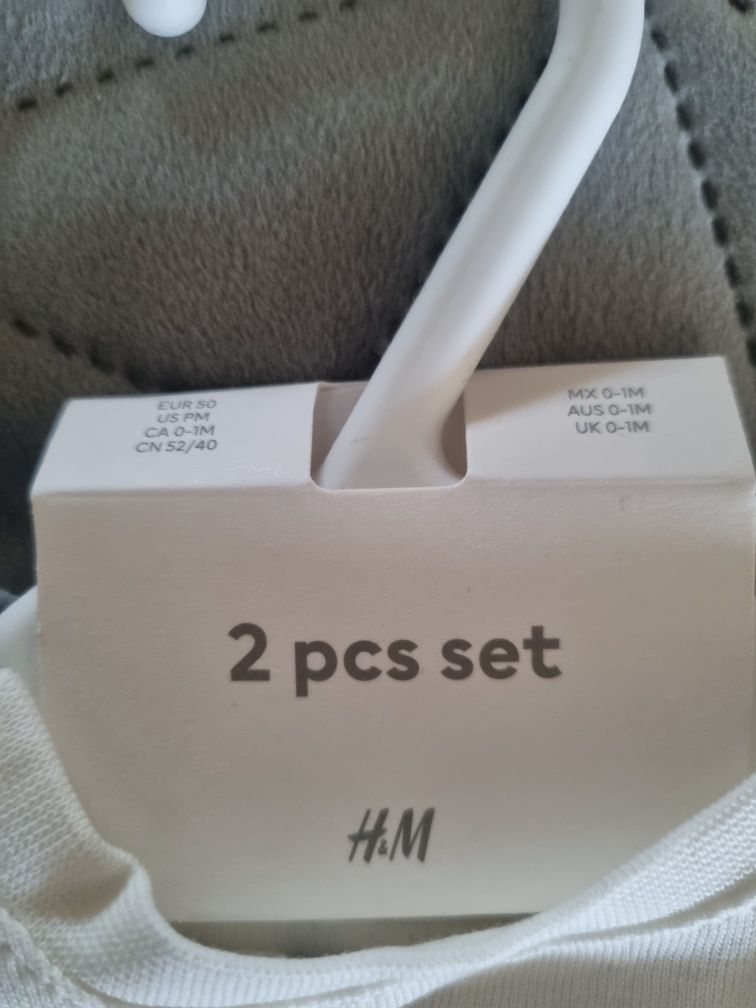 EUR 50
US PM
CA 0-1M
CN 52/40
MX 0-1M
AUS 0-1M
UK 0-1M
2 pcs set
H&M